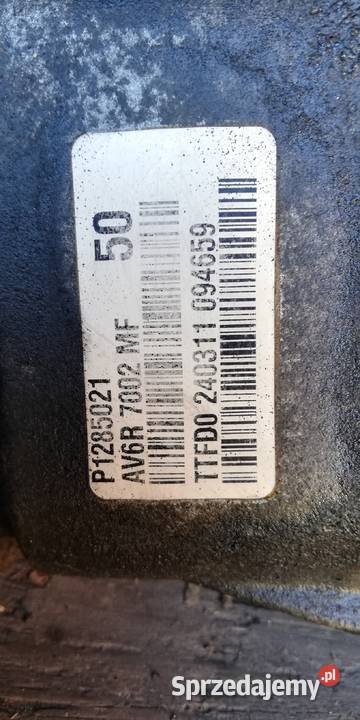 P1285021 50
AV6R 7002 MF
TTFD0 240311 094659
Sprzedajemy.pl